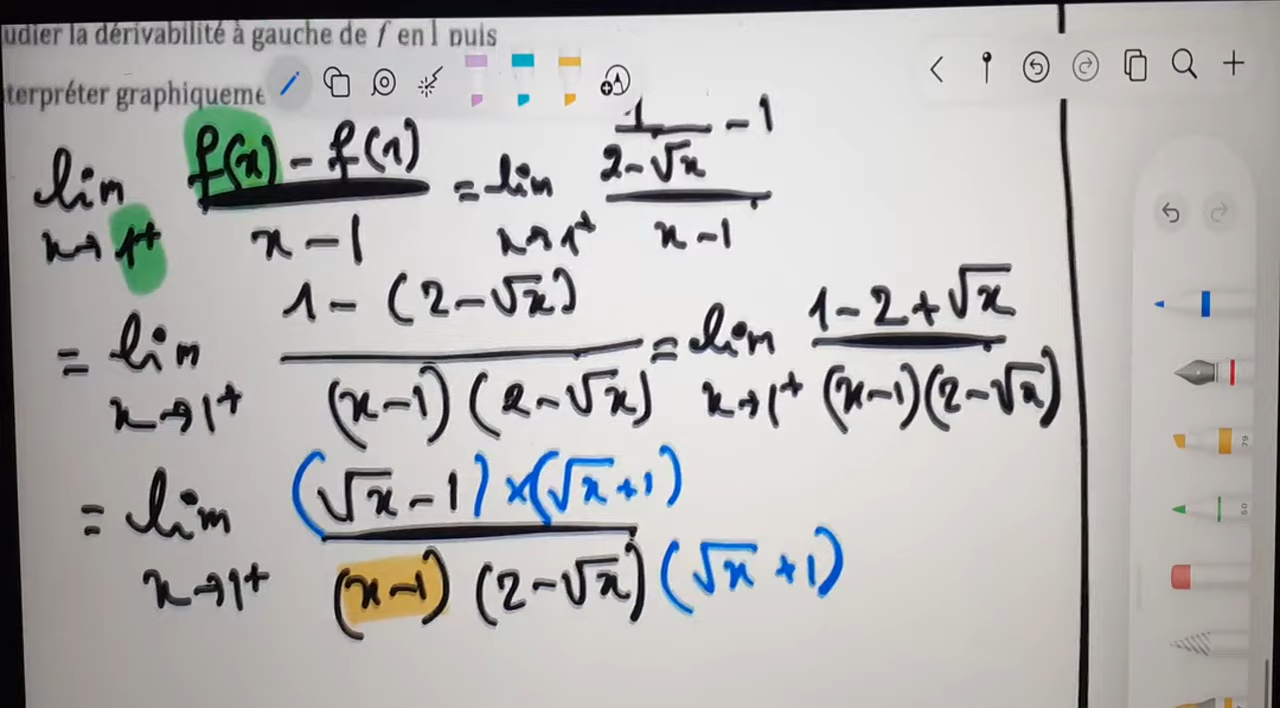 udier la dérivabilité à gauche de f en 1 puis
terpréter graphiqueme
lim x→1⁺ (f(x) - f(1))/(x - 1) = lim x→1⁺ (1/(2-√x) - 1)/(x-1)
= lim x→1⁺ (1 - (2-√x))/((x-1)(2-√x)) = lim x→1⁺ (1-2+√x)/((x-1)(2-√x))
= lim x→1⁺ ((√x-1)×(√x+1))/((x-1)(2-√x)(√x+1))
79
50